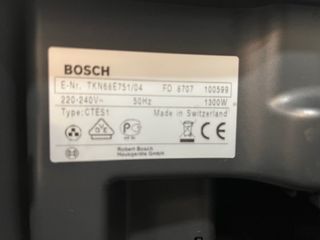 BOSCH
E-Nr. TKN68E751/04 FD 8707 100599
220-240V~ 50Hz 1300W
Type:CTES1 Made in Switzerland
CE
Robert Bosch
Hausgeräte GmbH